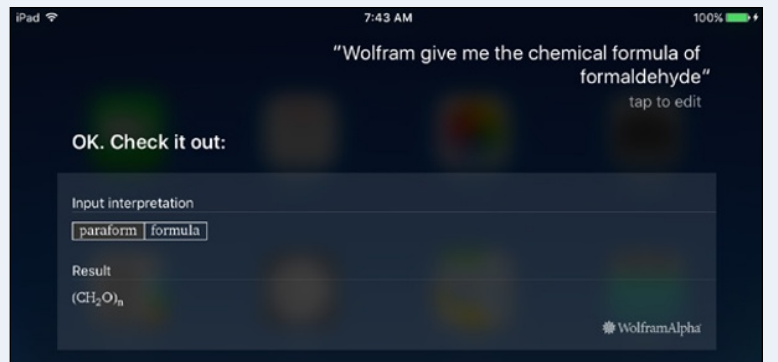 iPad 7:43 AM 100%
"Wolfram give me the chemical formula of
formaldehyde"
tap to edit
OK. Check it out:
Input interpretation
paraform formula
Result
(CH₂O)ₙ
WolframAlpha